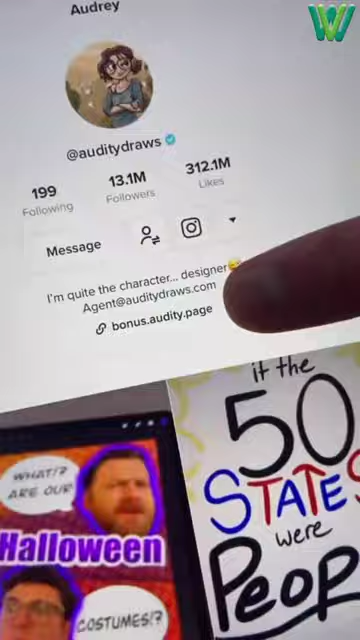 Audrey
@auditydraws
199
Following
13.1M
Followers
312.1M
Likes
Message
I'm quite the character... designer😅
Agent@auditydraws.com
bonus.audity.page
WHAT!?
ARE OUR
Halloween
COSTUMES!?
if the
50
STATES
were
Peop